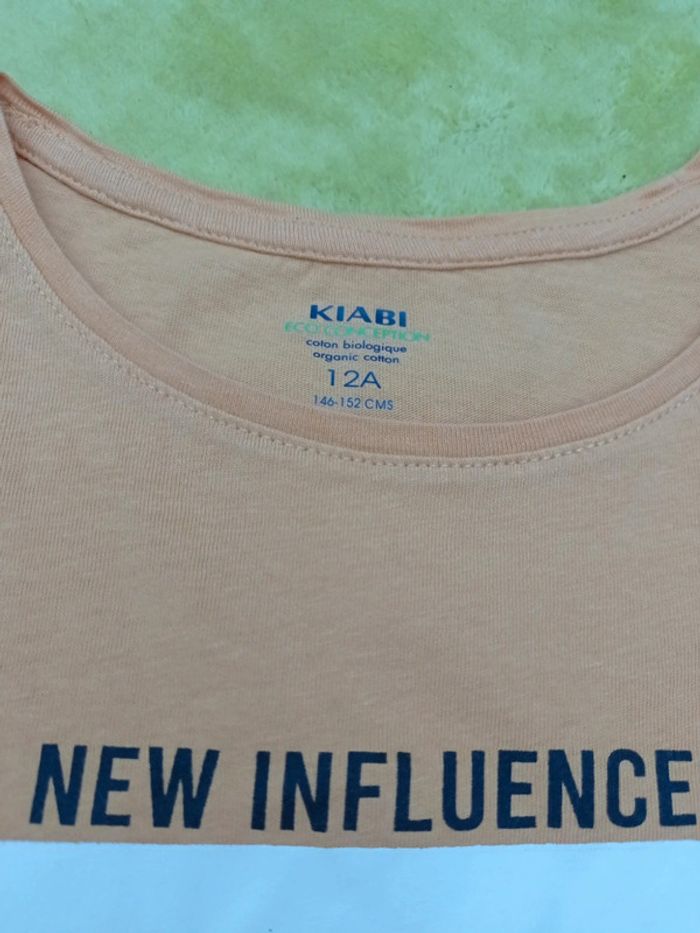 KIABI
ECO CONCEPTION
coton biologique
organic cotton
12A
146-152 CMS
NEW INFLUENCE